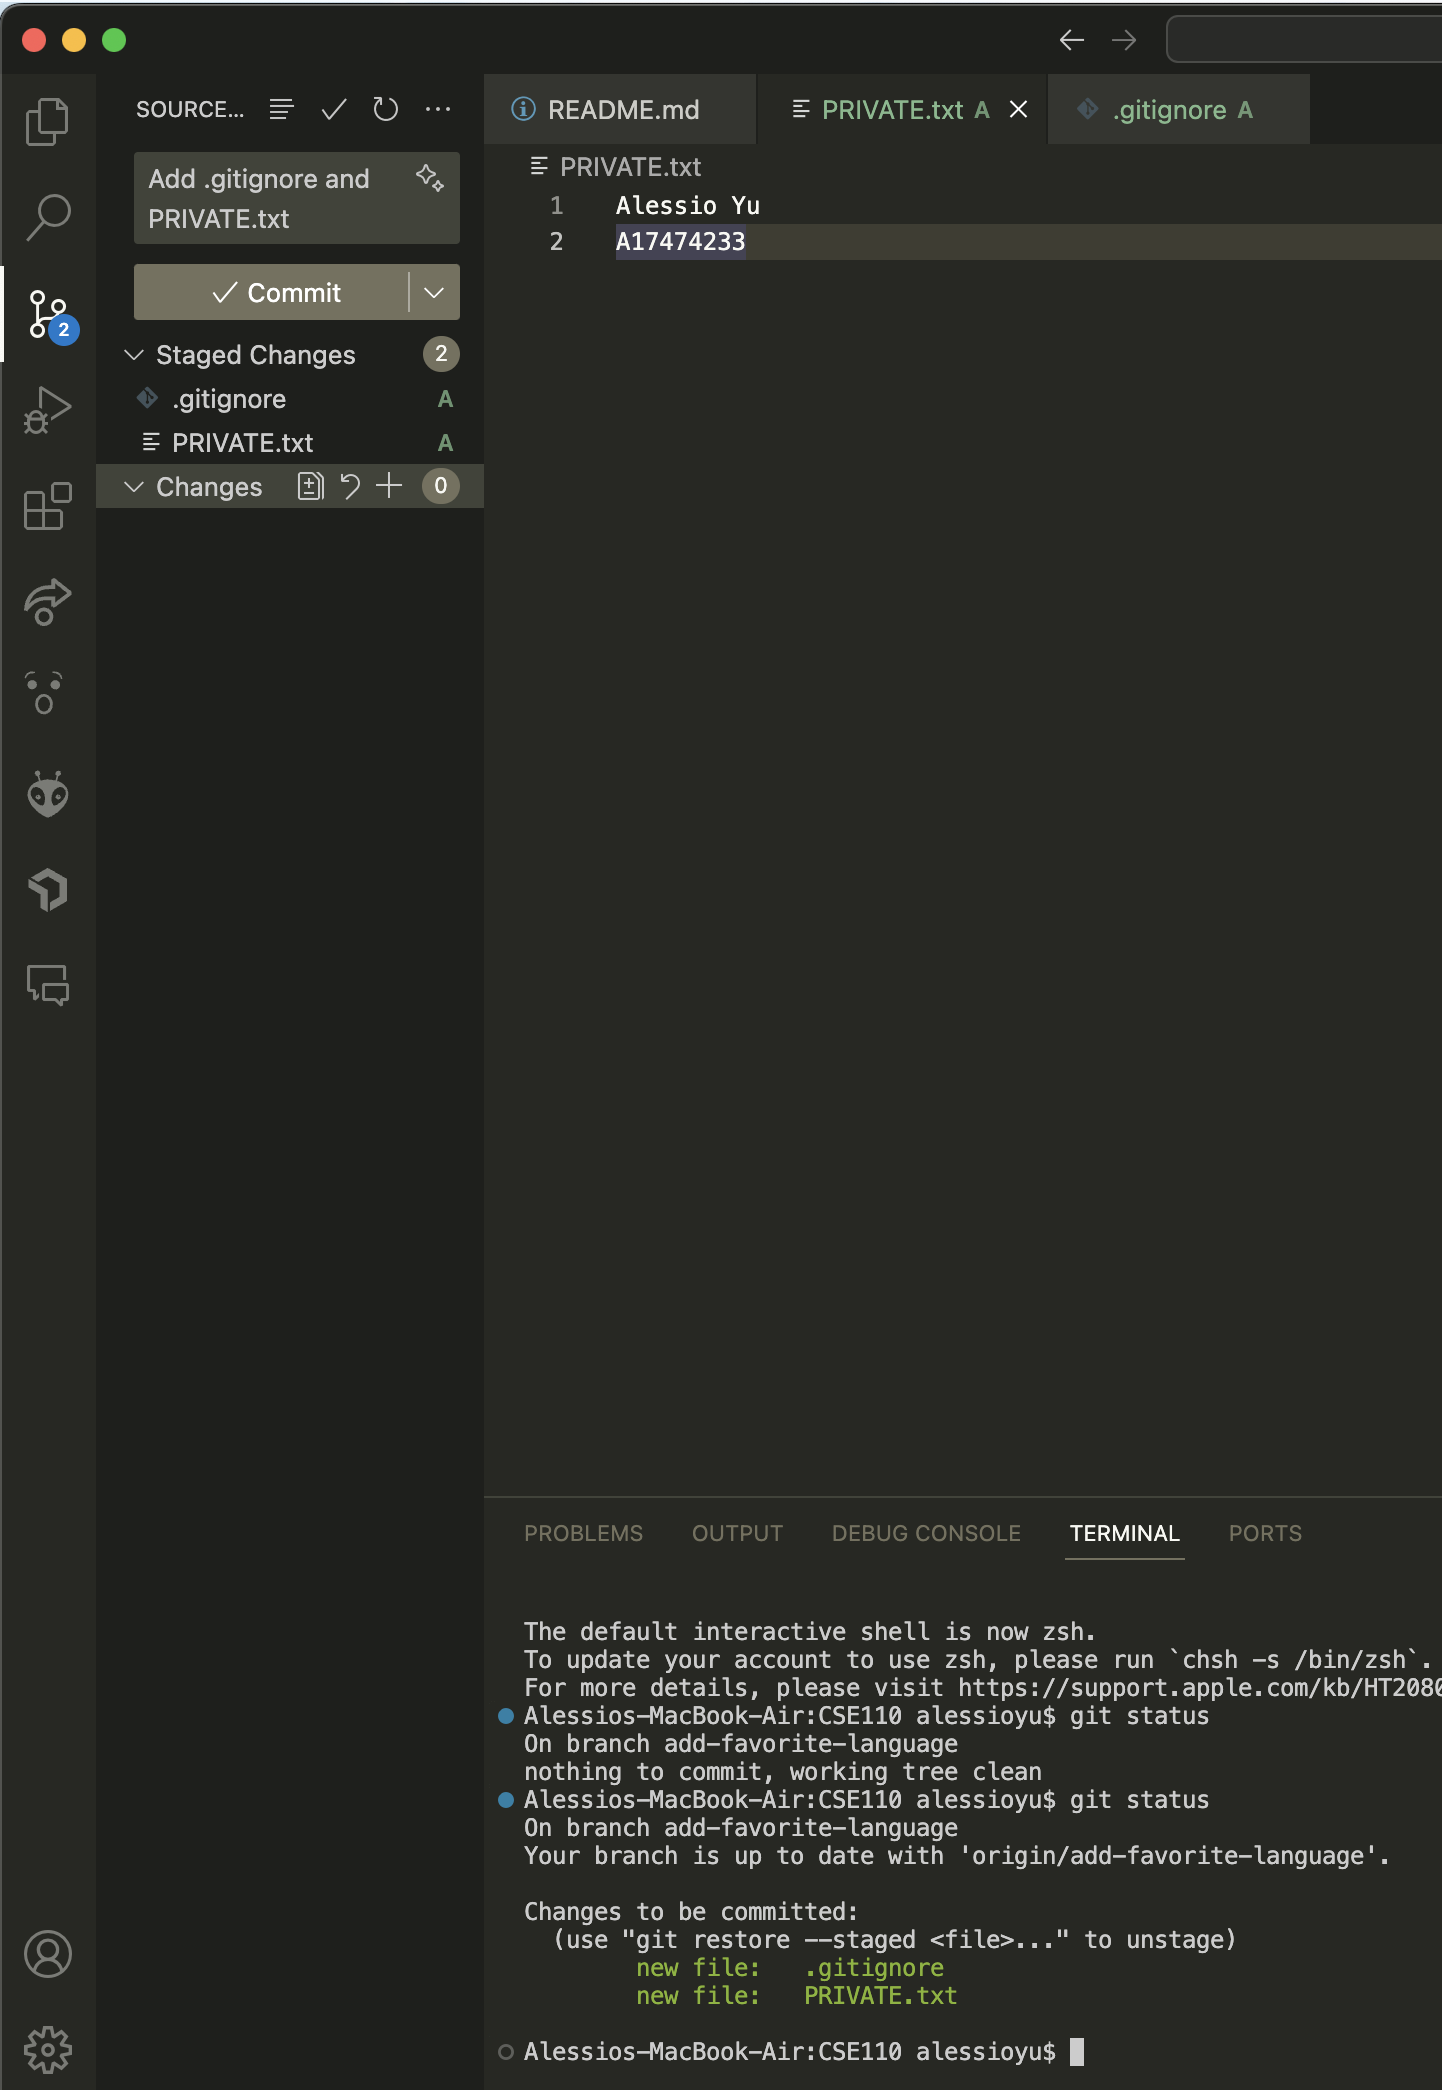 SOURCE...
Add .gitignore and
PRIVATE.txt
Commit
Staged Changes 2
.gitignore A
PRIVATE.txt A
Changes 0
2
README.md
PRIVATE.txt A
.gitignore A
PRIVATE.txt
1 Alessio Yu
2 A17474233
PROBLEMS OUTPUT DEBUG CONSOLE TERMINAL PORTS
The default interactive shell is now zsh.
To update your account to use zsh, please run `chsh -s /bin/zsh`.
For more details, please visit https://support.apple.com/kb/HT2080
Alessios-MacBook-Air:CSE110 alessioyu$ git status
On branch add-favorite-language
nothing to commit, working tree clean
Alessios-MacBook-Air:CSE110 alessioyu$ git status
On branch add-favorite-language
Your branch is up to date with 'origin/add-favorite-language'.
Changes to be committed:
(use "git restore --staged <file>..." to unstage)
new file: .gitignore
new file: PRIVATE.txt
Alessios-MacBook-Air:CSE110 alessioyu$